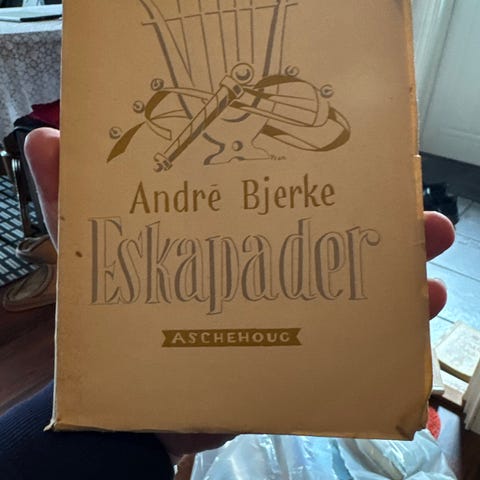 André Bjerke
Eskapader
ASCHEHOUG